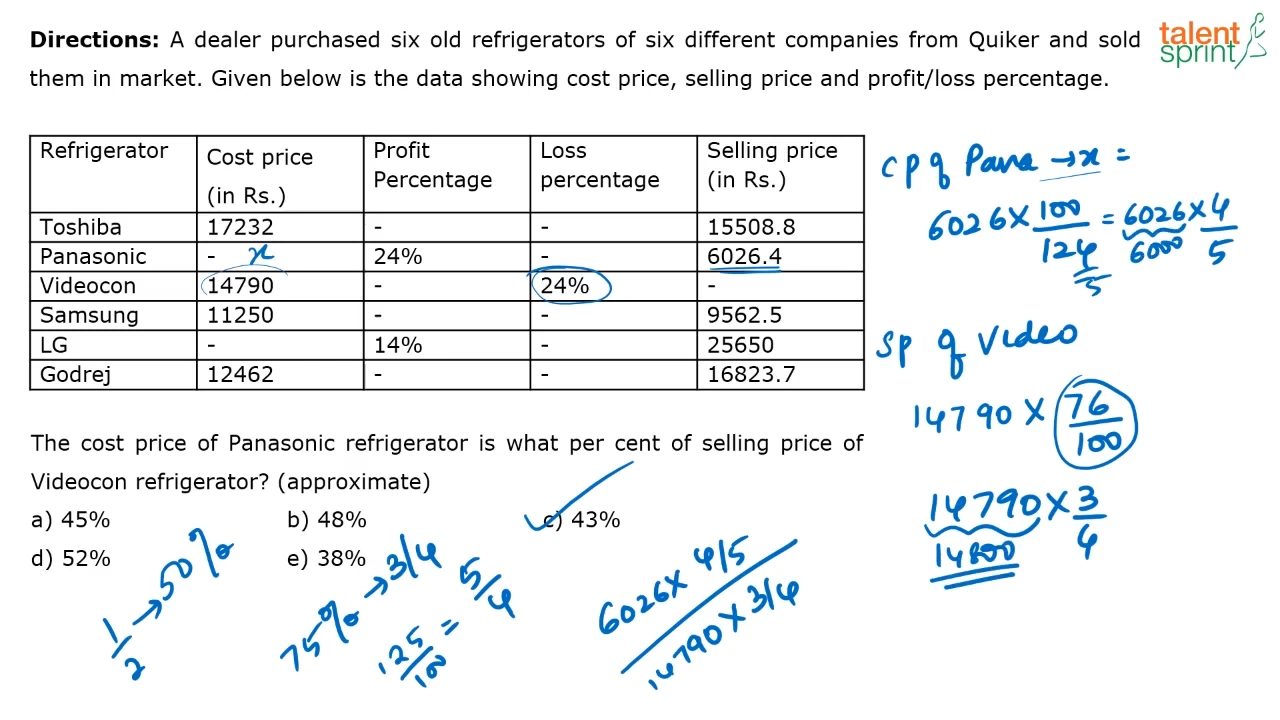 talent
sprint
Directions: A dealer purchased six old refrigerators of six different companies from Quiker and sold
them in market. Given below is the data showing cost price, selling price and profit/loss percentage.
Refrigerator Cost price (in Rs.) Profit Percentage Loss percentage Selling price (in Rs.)
Toshiba 17232 - - 15508.8
Panasonic - x 24% - 6026.4
Videocon 14790 - 24% -
Samsung 11250 - - 9562.5
LG - 14% - 25650
Godrej 12462 - - 16823.7
The cost price of Panasonic refrigerator is what per cent of selling price of
Videocon refrigerator? (approximate)
a) 45% b) 48% c) 43%
d) 52% e) 38%
CP of Pana → x =
6026 × 100/124 = 6026 × 4/5
5
6000
SP of Video
14790 × 76/100
14790 × 3/4
14800
1/2 → 50%
75% → 3/4
125/100 = 5/4
6026 × 4/5
14790 × 3/4